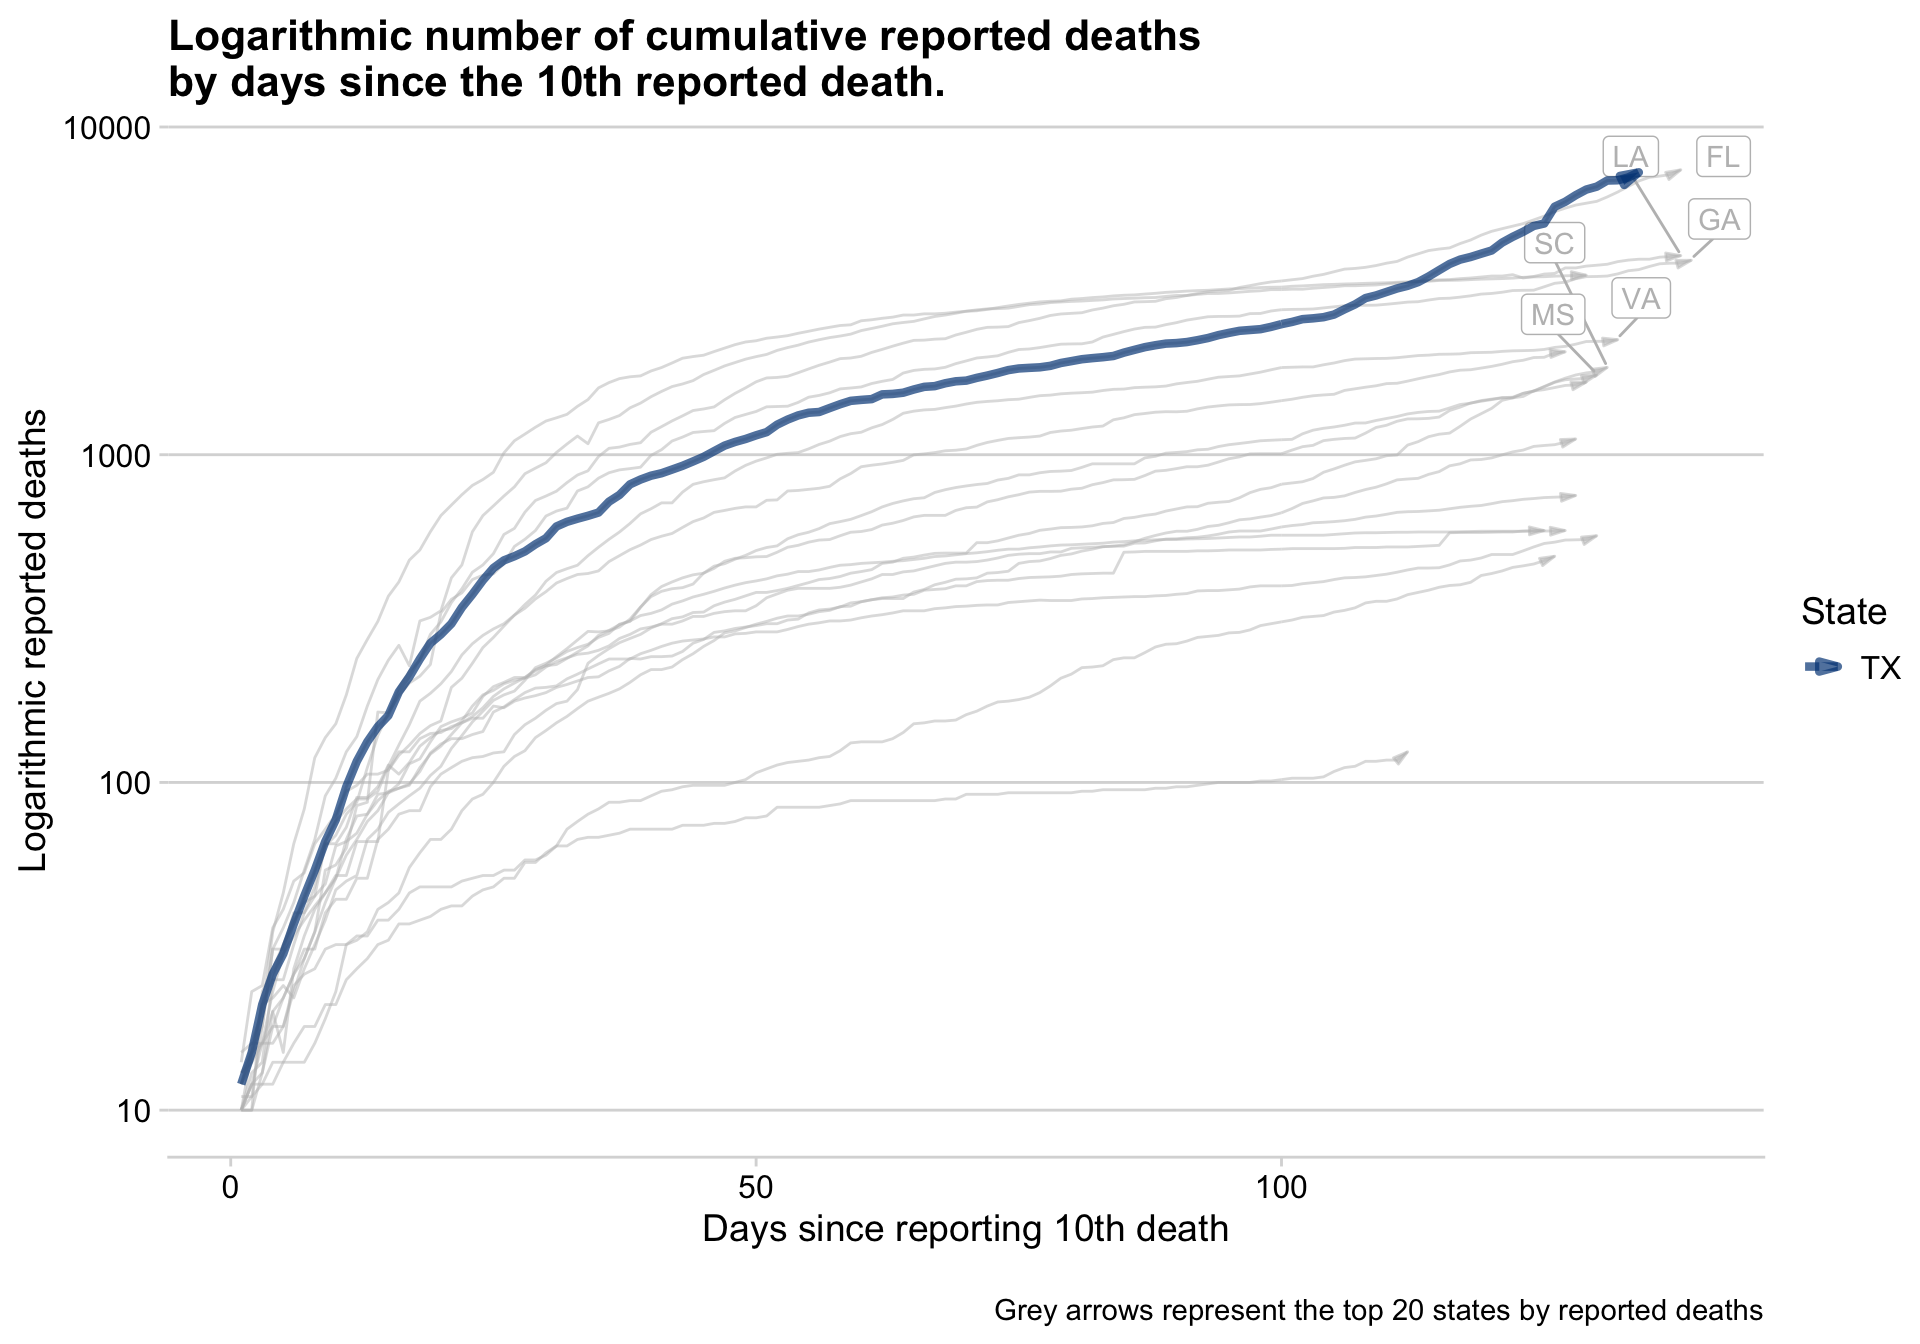 Logarithmic number of cumulative reported deaths
by days since the 10th reported death.
10000
1000
100
10
Logarithmic reported deaths
LA
FL
GA
SC
VA
MS
State
TX
0
50
100
Days since reporting 10th death
Grey arrows represent the top 20 states by reported deaths